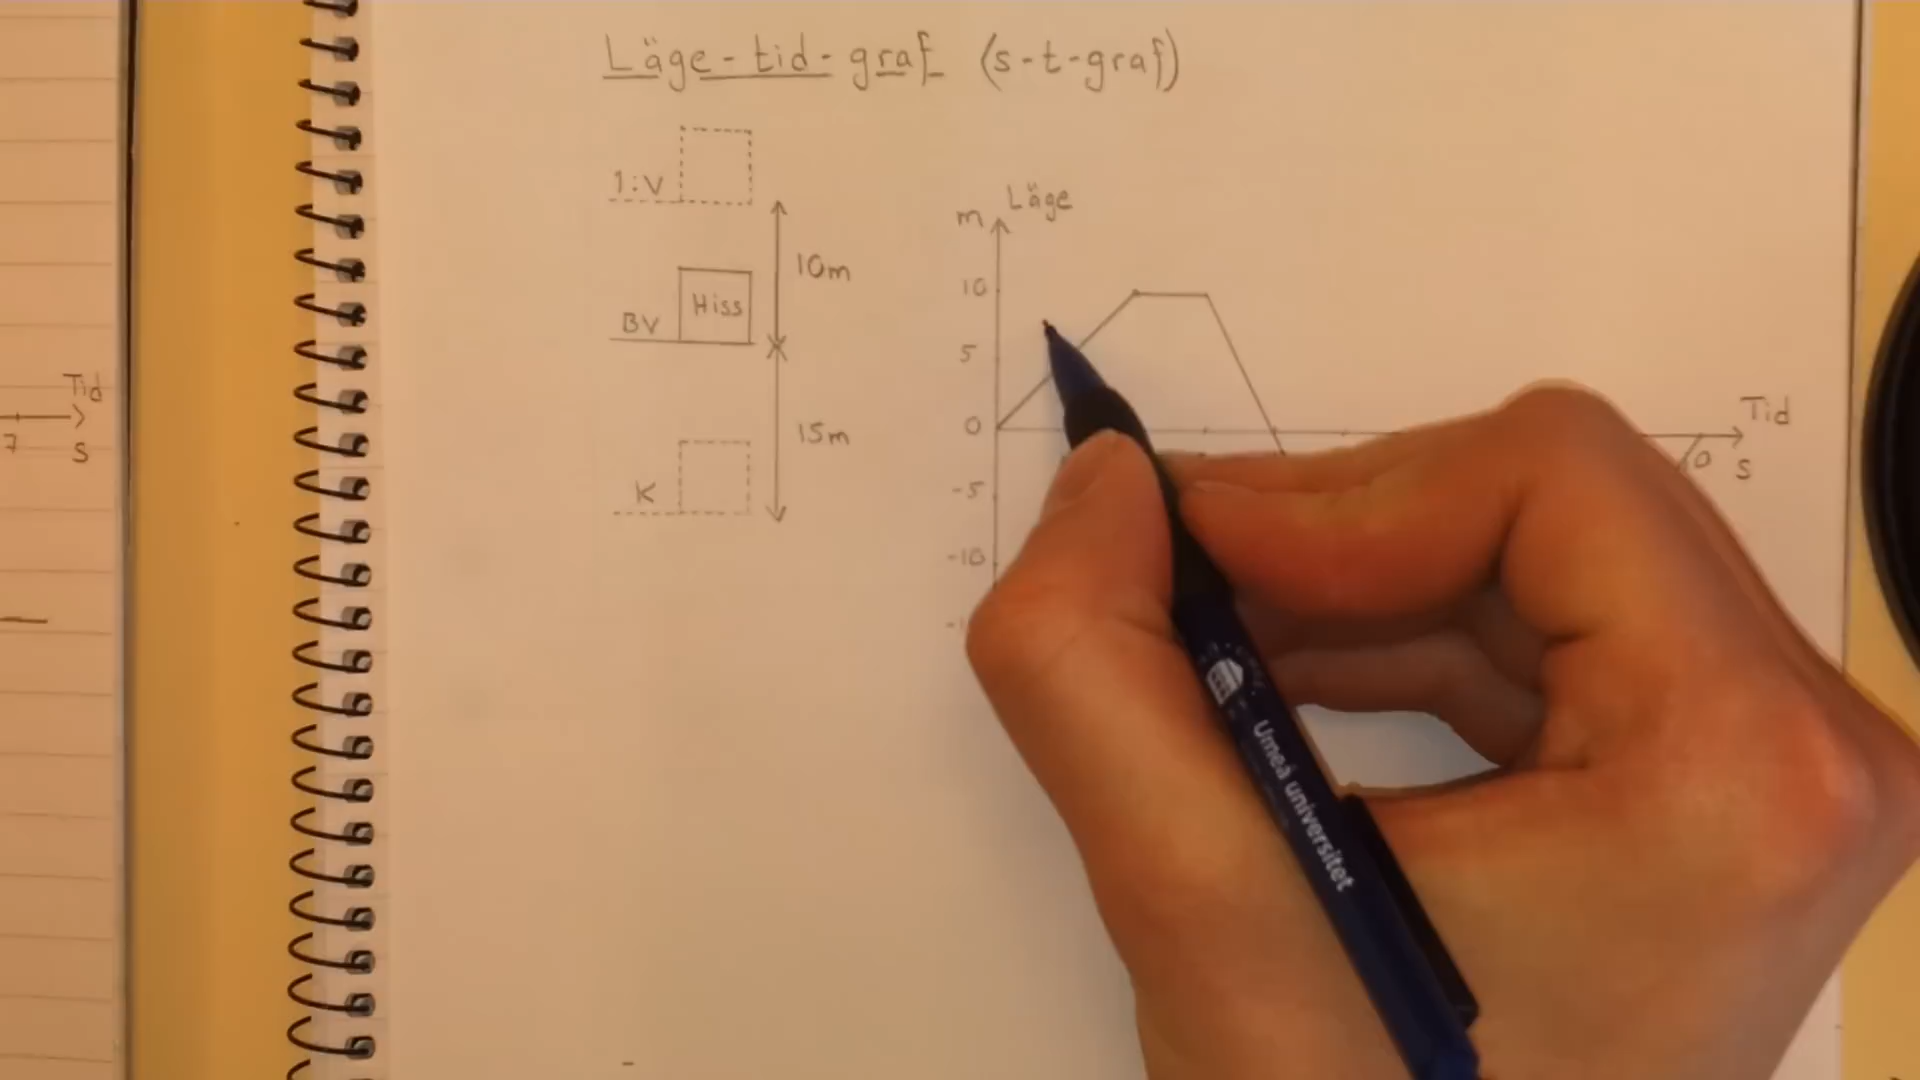 Läge-tid-graf (s-t-graf)
1:V
10m
BV
Hiss
15m
K
m
Läge
10
5
0
-5
-10
Tid
s
Tid
7
s
Umeå universitet